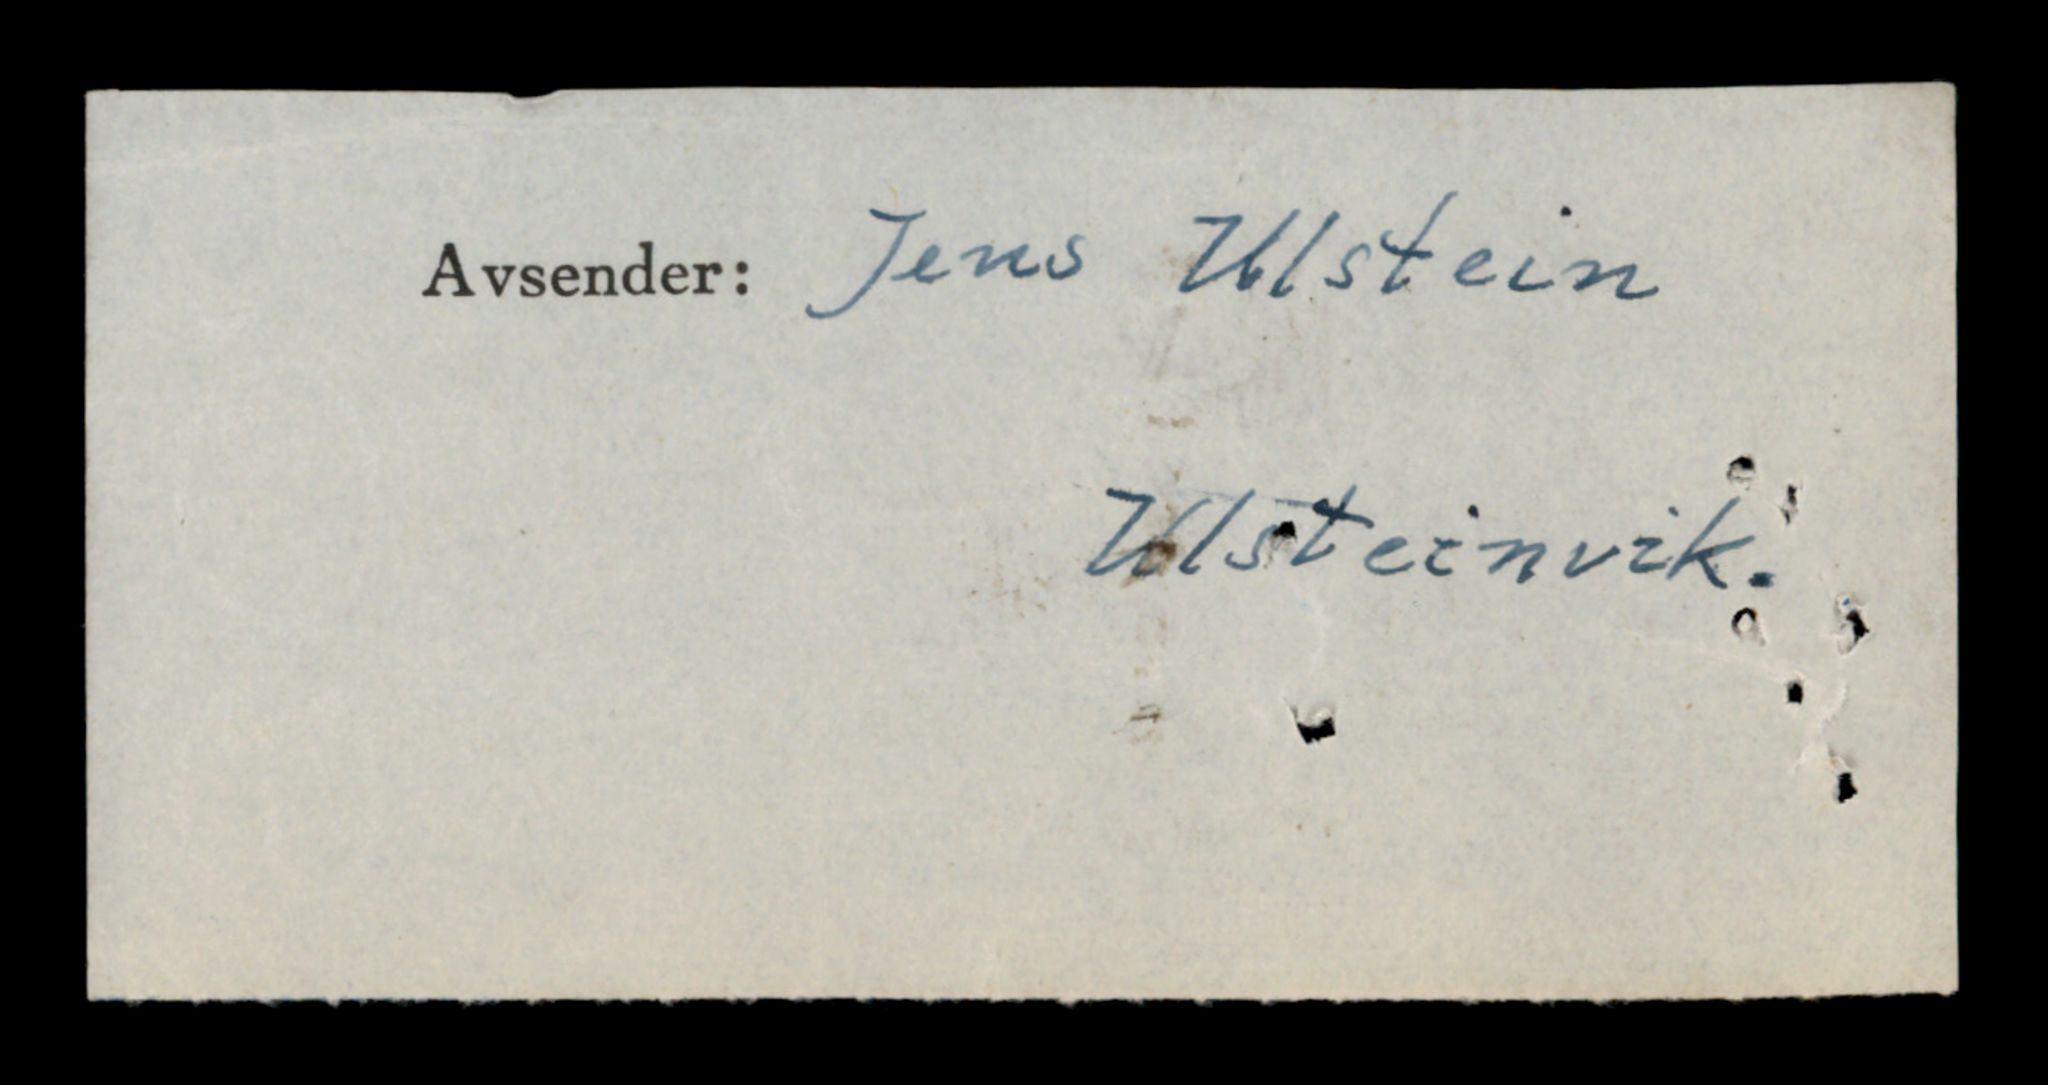 Avsender: Jens Ulstein
Ulsteinvik.